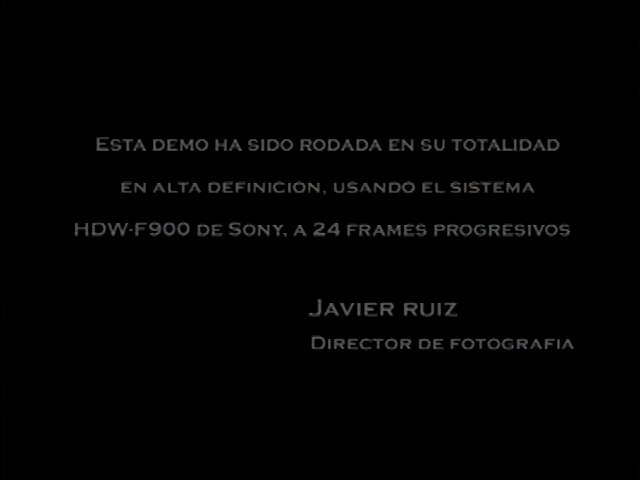 Esta demo ha sido rodada en su totalidad
en alta definicion, usando el sistema
HDW-F900 de Sony, a 24 frames progresivos
Javier ruiz
Director de fotografia